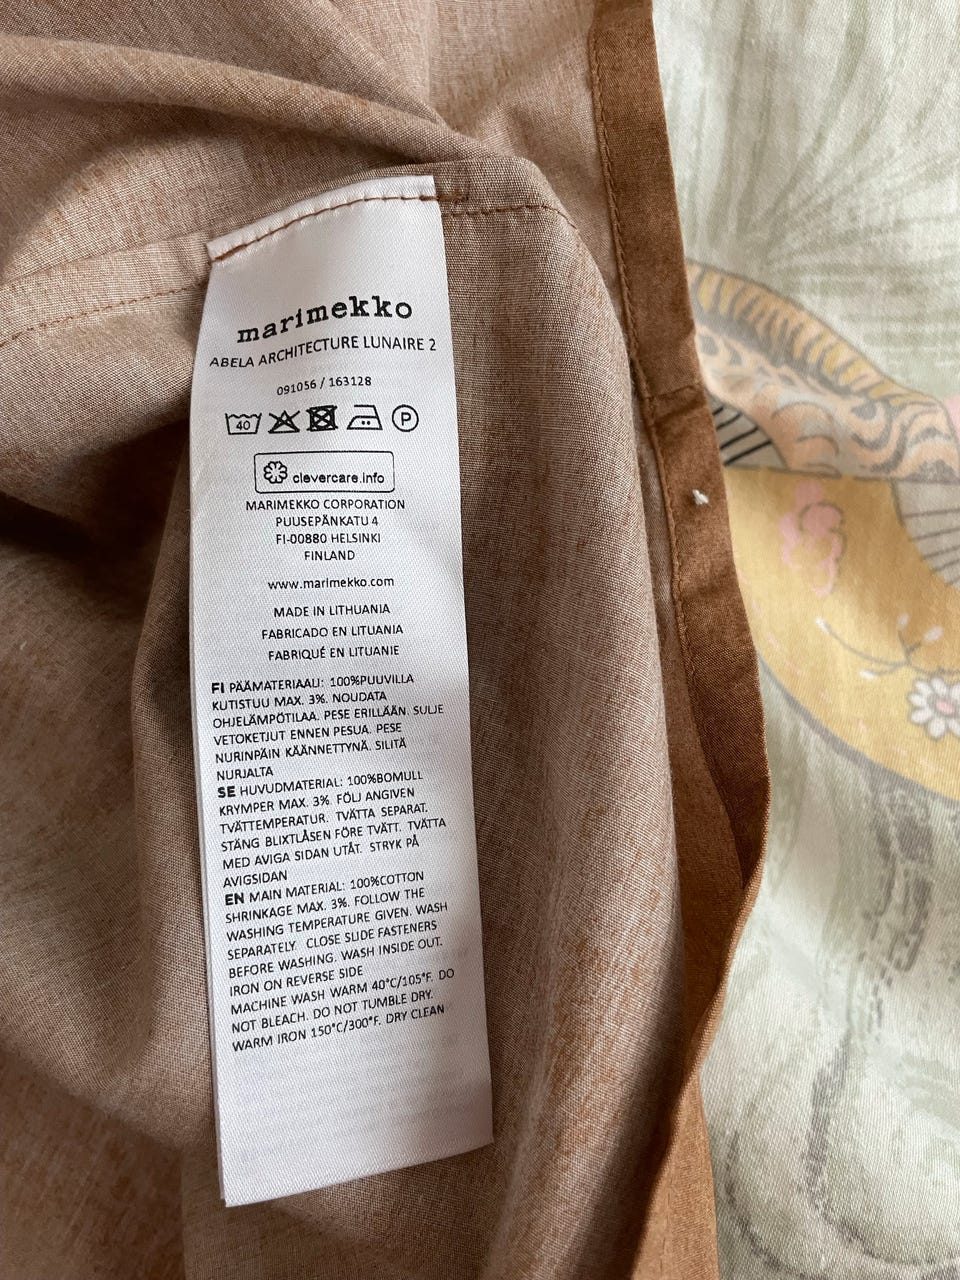 marimekko
ABELA ARCHITECTURE LUNAIRE 2
091056 / 163128
40 P
clevercare.info
MARIMEKKO CORPORATION
PUUSEPÄNKATU 4
FI-00880 HELSINKI
FINLAND
www.marimekko.com
MADE IN LITHUANIA
FABRICADO EN LITUANIA
FABRIQUÉ EN LITUANIE
FI PÄÄMATERIAALI: 100%PUUVILLA
KUTISTUU MAX. 3%. NOUDATA
OHJELÄMPÖTILAA. PESE ERILLÄÄN. SULJE
VETOKETJUT ENNEN PESUA. PESE
NURINPÄIN KÄÄNNETTYNÄ. SILITÄ
NURJALTA
SE HUVUDMATERIAL: 100%BOMULL
KRYMPER MAX. 3%. FÖLJ ANGIVEN
TVÄTTEMPERATUR. TVÄTTA SEPARAT.
STÄNG BLIXTLÅSEN FÖRE TVÄTT. TVÄTTA
MED AVIGA SIDAN UTÅT. STRYK PÅ
AVIGSIDAN
EN MAIN MATERIAL: 100%COTTON
SHRINKAGE MAX. 3%. FOLLOW THE
WASHING TEMPERATURE GIVEN. WASH
SEPARATELY. CLOSE SLIDE FASTENERS
BEFORE WASHING. WASH INSIDE OUT.
IRON ON REVERSE SIDE
MACHINE WASH WARM 40°C/105°F. DO
NOT BLEACH. DO NOT TUMBLE DRY.
WARM IRON 150°C/300°F. DRY CLEAN